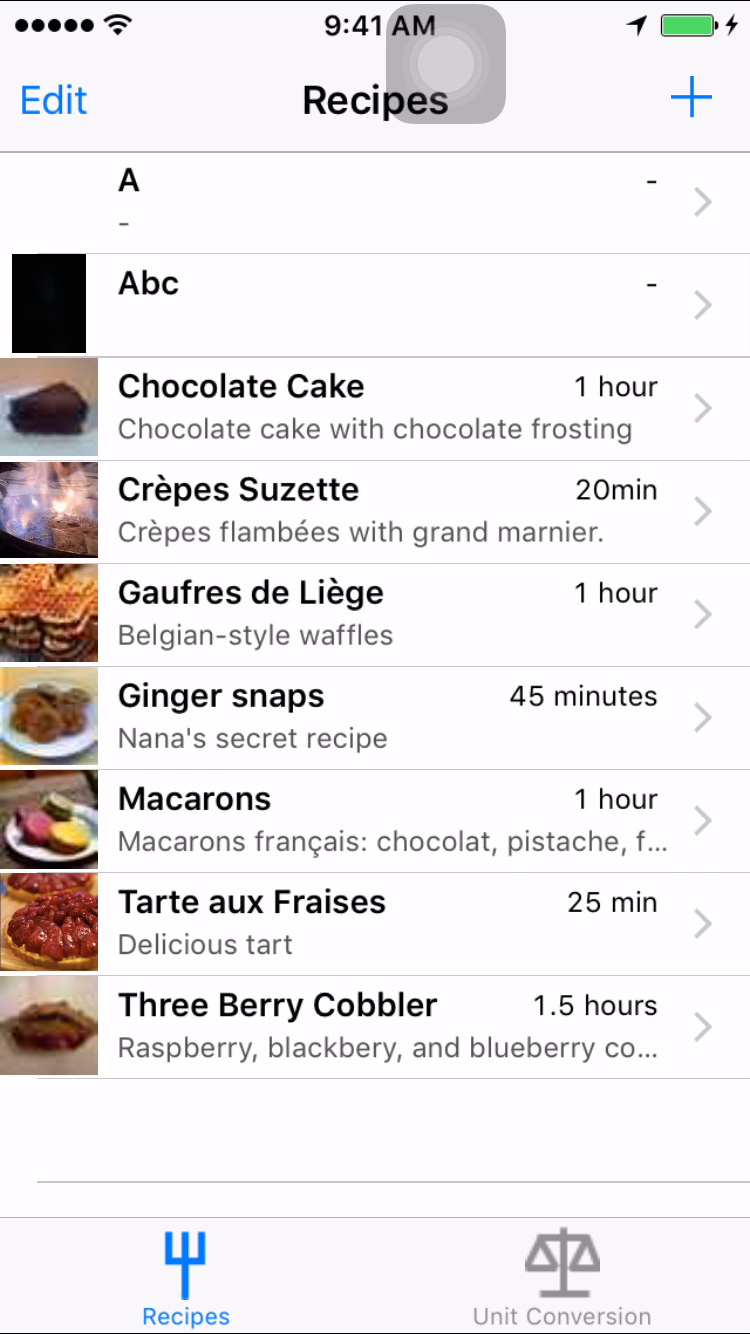 9:41 AM
Edit
Recipes
A
-
-
Abc
-
Chocolate Cake
1 hour
Chocolate cake with chocolate frosting
Crèpes Suzette
20min
Crèpes flambées with grand marnier.
Gaufres de Liège
1 hour
Belgian-style waffles
Ginger snaps
45 minutes
Nana's secret recipe
Macarons
1 hour
Macarons français: chocolat, pistache, f...
Tarte aux Fraises
25 min
Delicious tart
Three Berry Cobbler
1.5 hours
Raspberry, blackbery, and blueberry co...
Recipes
Unit Conversion